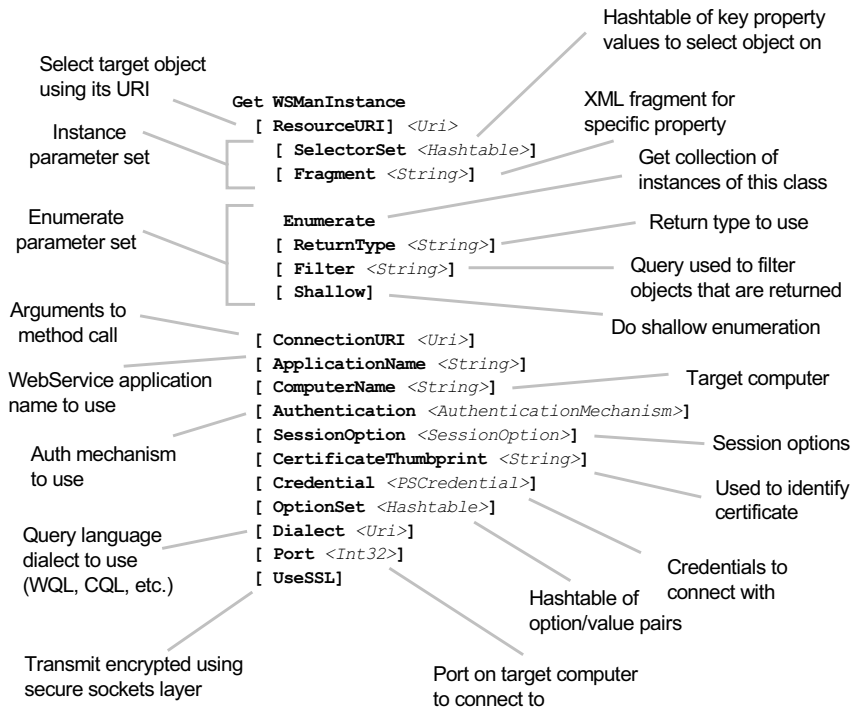 Hashtable of key property
values to select object on
Select target object
using its URI
Get WSManInstance
XML fragment for
specific property
[ ResourceURI] <Uri>
Instance
parameter set
[ SelectorSet <Hashtable>]
[ Fragment <String>]
Get collection of
instances of this class
Enumerate
parameter set
Enumerate
Return type to use
[ ReturnType <String>]
[ Filter <String>]
Query used to filter
objects that are returned
[ Shallow]
Do shallow enumeration
Arguments to
method call
[ ConnectionURI <Uri>]
[ ApplicationName <String>]
WebService application
name to use
[ ComputerName <String>]
Target computer
[ Authentication <AuthenticationMechanism>]
Auth mechanism
to use
[ SessionOption <SessionOption>]
Session options
[ CertificateThumbprint <String>]
Used to identify
certificate
[ Credential <PSCredential>]
[ OptionSet <Hashtable>]
Query language
dialect to use
(WQL, CQL, etc.)
[ Dialect <Uri>]
[ Port <Int32>]
[ UseSSL]
Credentials to
connect with
Hashtable of
option/value pairs
Transmit encrypted using
secure sockets layer
Port on target computer
to connect to